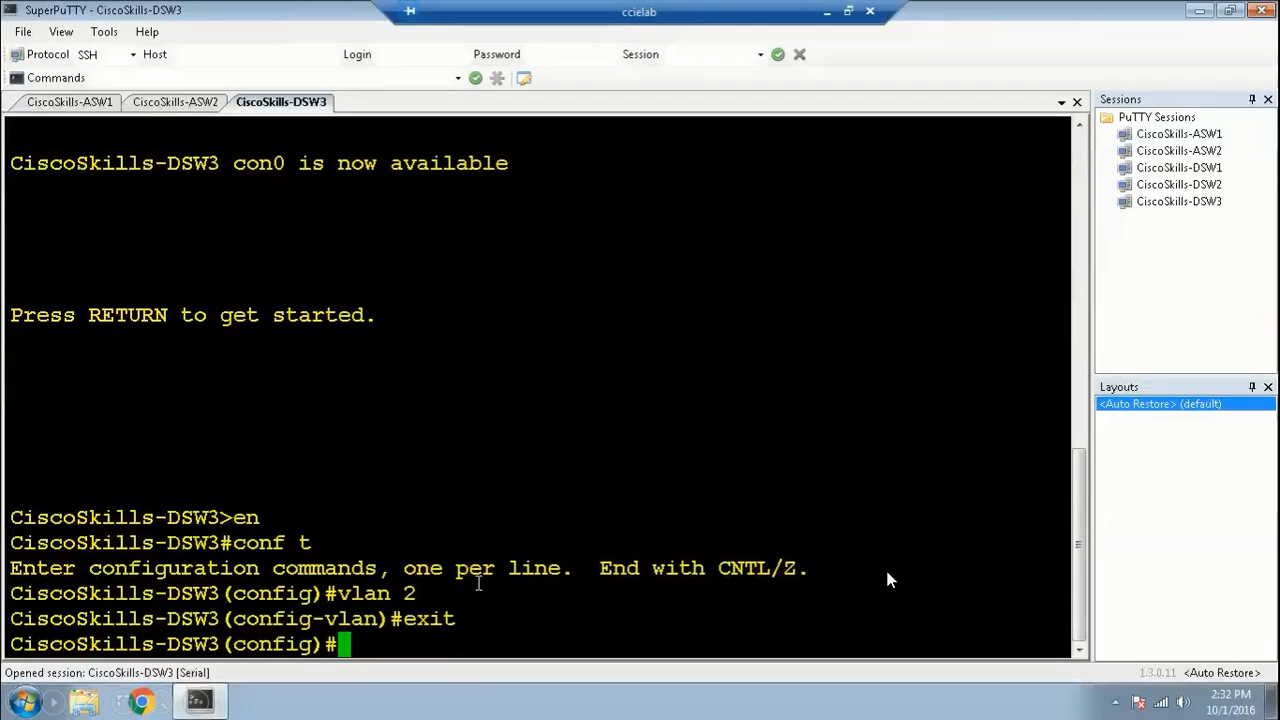 SuperPuTTY - CiscoSkills-DSW3
ccielab
File View Tools Help
Protocol SSH Host Login Password Session
Commands
CiscoSkills-ASW1 CiscoSkills-ASW2 CiscoSkills-DSW3
CiscoSkills-DSW3 con0 is now available
Press RETURN to get started.
CiscoSkills-DSW3>en
CiscoSkills-DSW3#conf t
Enter configuration commands, one per line.  End with CNTL/Z.
CiscoSkills-DSW3(config)#vlan 2
CiscoSkills-DSW3(config-vlan)#exit
CiscoSkills-DSW3(config)#
Sessions
PuTTY Sessions
CiscoSkills-ASW1
CiscoSkills-ASW2
CiscoSkills-DSW1
CiscoSkills-DSW2
CiscoSkills-DSW3
Layouts
<Auto Restore> (default)
Opened session: CiscoSkills-DSW3 [Serial]
1.3.0.11 <Auto Restore>
2:32 PM
10/1/2016